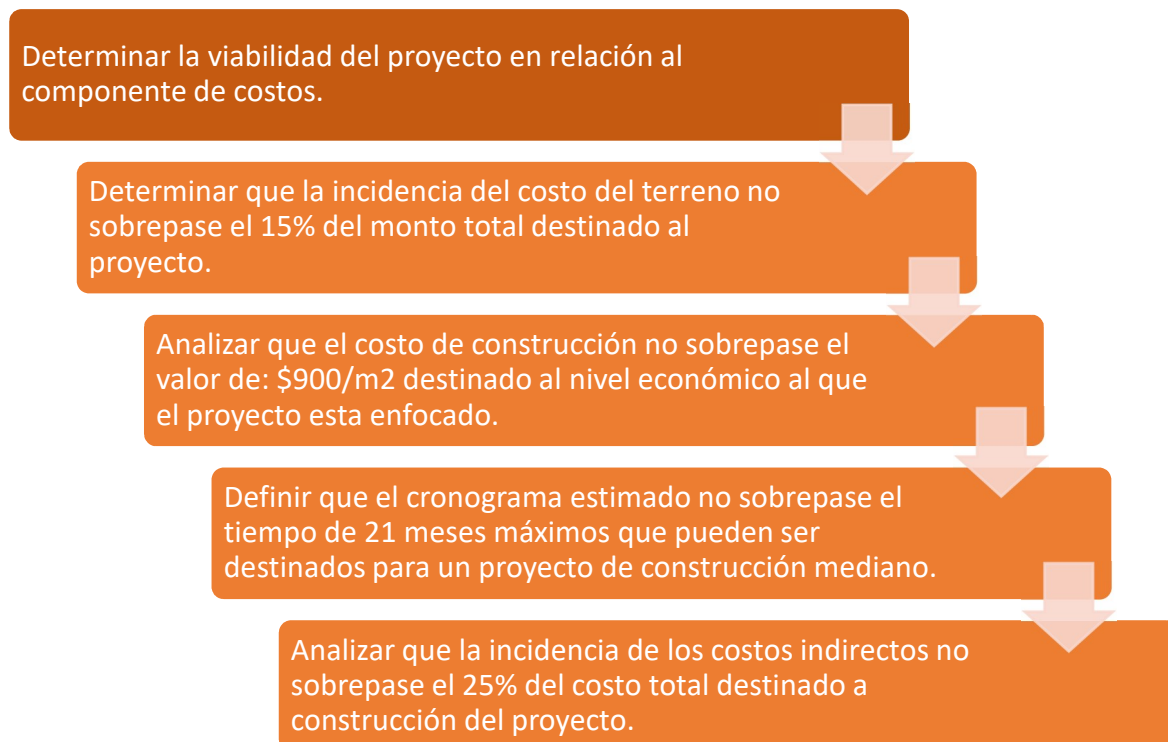 Determinar la viabilidad del proyecto en relación al
componente de costos.
Determinar que la incidencia del costo del terreno no
sobrepase el 15% del monto total destinado al
proyecto.
Analizar que el costo de construcción no sobrepase el
valor de: $900/m2 destinado al nivel económico al que
el proyecto esta enfocado.
Definir que el cronograma estimado no sobrepase el
tiempo de 21 meses máximos que pueden ser
destinados para un proyecto de construcción mediano.
Analizar que la incidencia de los costos indirectos no
sobrepase el 25% del costo total destinado a
construcción del proyecto.